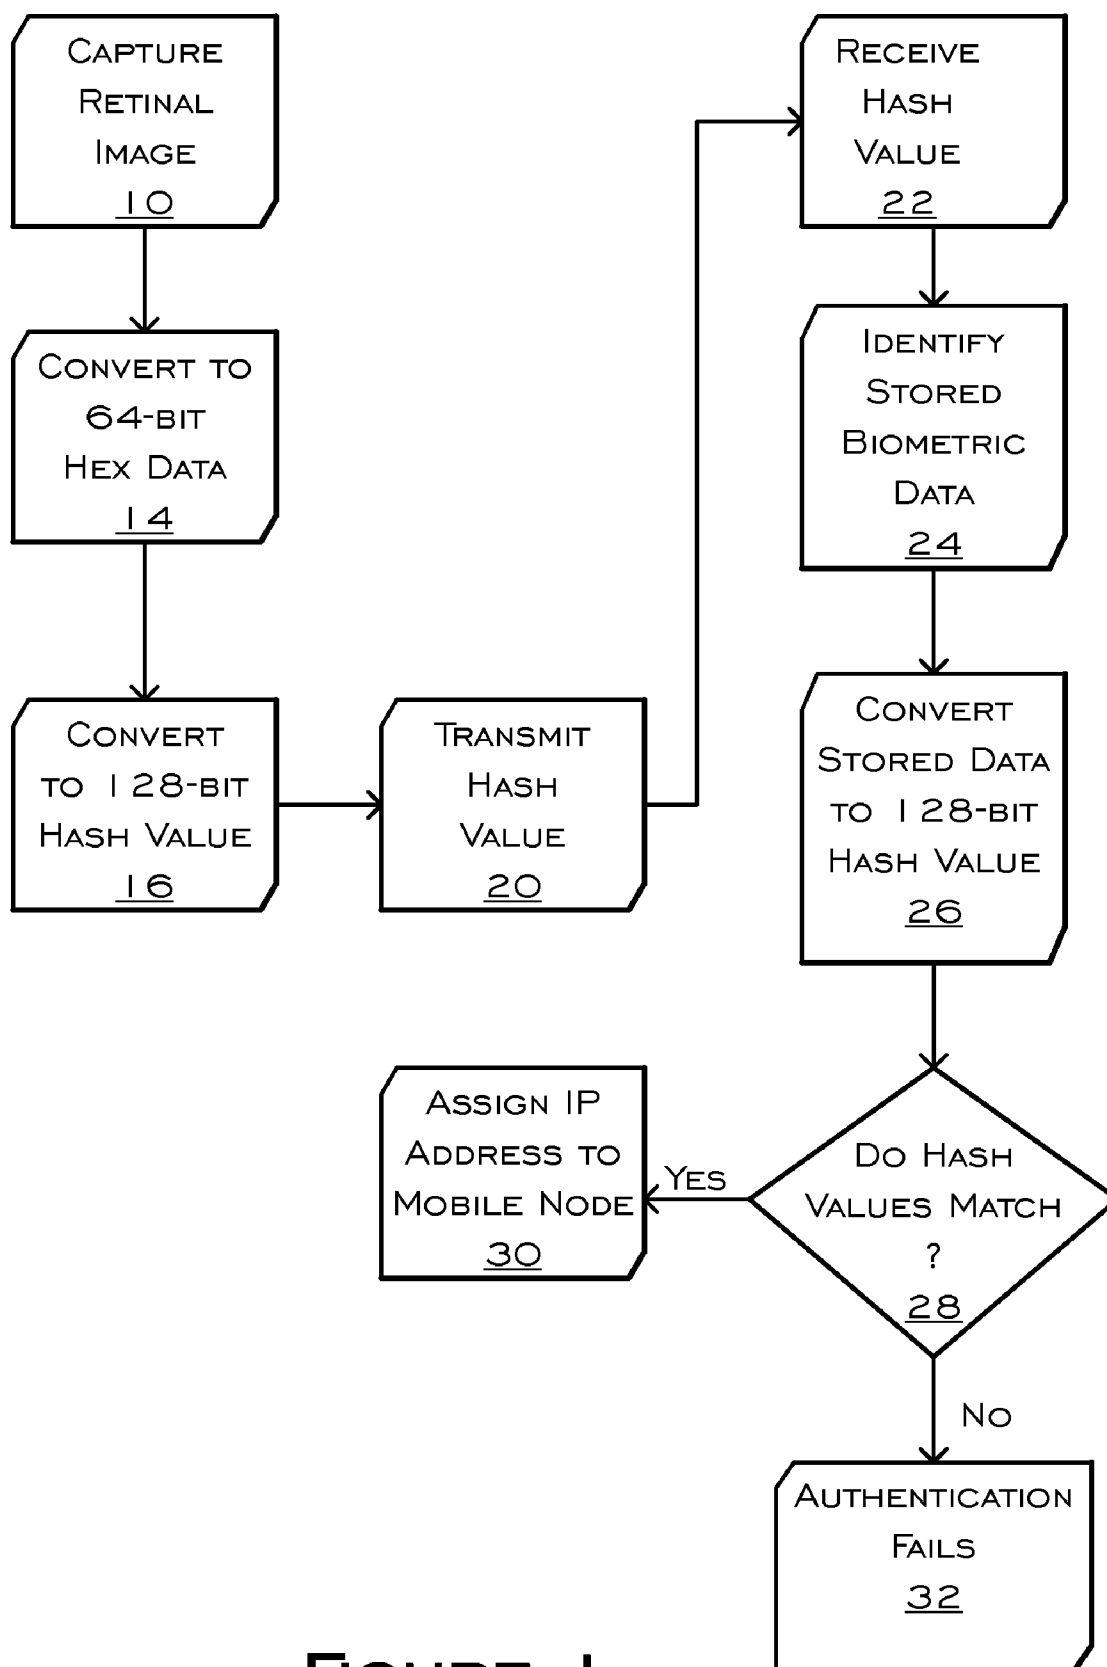 CAPTURE
RETINAL
IMAGE
10
CONVERT TO
64-BIT
HEX DATA
14
CONVERT
TO 128-BIT
HASH VALUE
16
TRANSMIT
HASH
VALUE
20
RECEIVE
HASH
VALUE
22
IDENTIFY
STORED
BIOMETRIC
DATA
24
CONVERT
STORED DATA
TO 128-BIT
HASH VALUE
26
DO HASH
VALUES MATCH
?
28
YES
ASSIGN IP
ADDRESS TO
MOBILE NODE
30
NO
AUTHENTICATION
FAILS
32
FIGURE 1